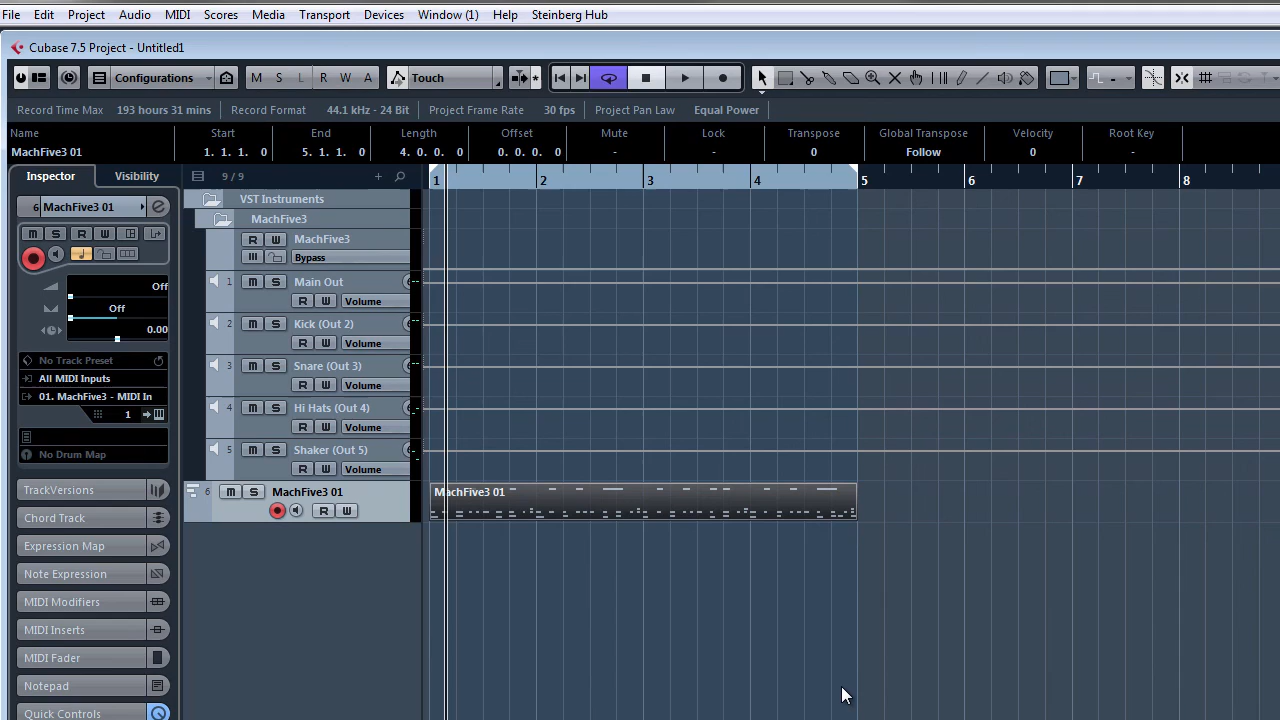 File Edit Project Audio MIDI Scores Media Transport Devices Window (1) Help Steinberg Hub
Cubase 7.5 Project - Untitled1
Configurations M S L R W A Touch
Record Time Max 193 hours 31 mins Record Format 44.1 kHz - 24 Bit Project Frame Rate 30 fps Project Pan Law Equal Power
Name Start End Length Offset Mute Lock Transpose Global Transpose Velocity Root Key
MachFive3 01 1. 1. 1. 0 5. 1. 1. 0 4. 0. 0. 0 0. 0. 0. 0 - - 0 Follow 0 -
Inspector Visibility 9 / 9 + 1 2 3 4 5 6 7 8
VST Instruments
6 MachFive3 01 e
MachFive3
M S R W
R W MachFive3
Bypass
Off
1 M S Main Out
R W Volume
Off
0.00
2 M S Kick (Out 2)
R W Volume
No Track Preset
3 M S Snare (Out 3)
All MIDI Inputs
R W Volume
01. MachFive3 - MIDI In
1
4 M S Hi Hats (Out 4)
R W Volume
No Drum Map
5 M S Shaker (Out 5)
R W Volume
TrackVersions
6 M S MachFive3 01
R W
MachFive3 01
Chord Track
Expression Map
Note Expression
MIDI Modifiers
MIDI Inserts
MIDI Fader
Notepad
Quick Controls